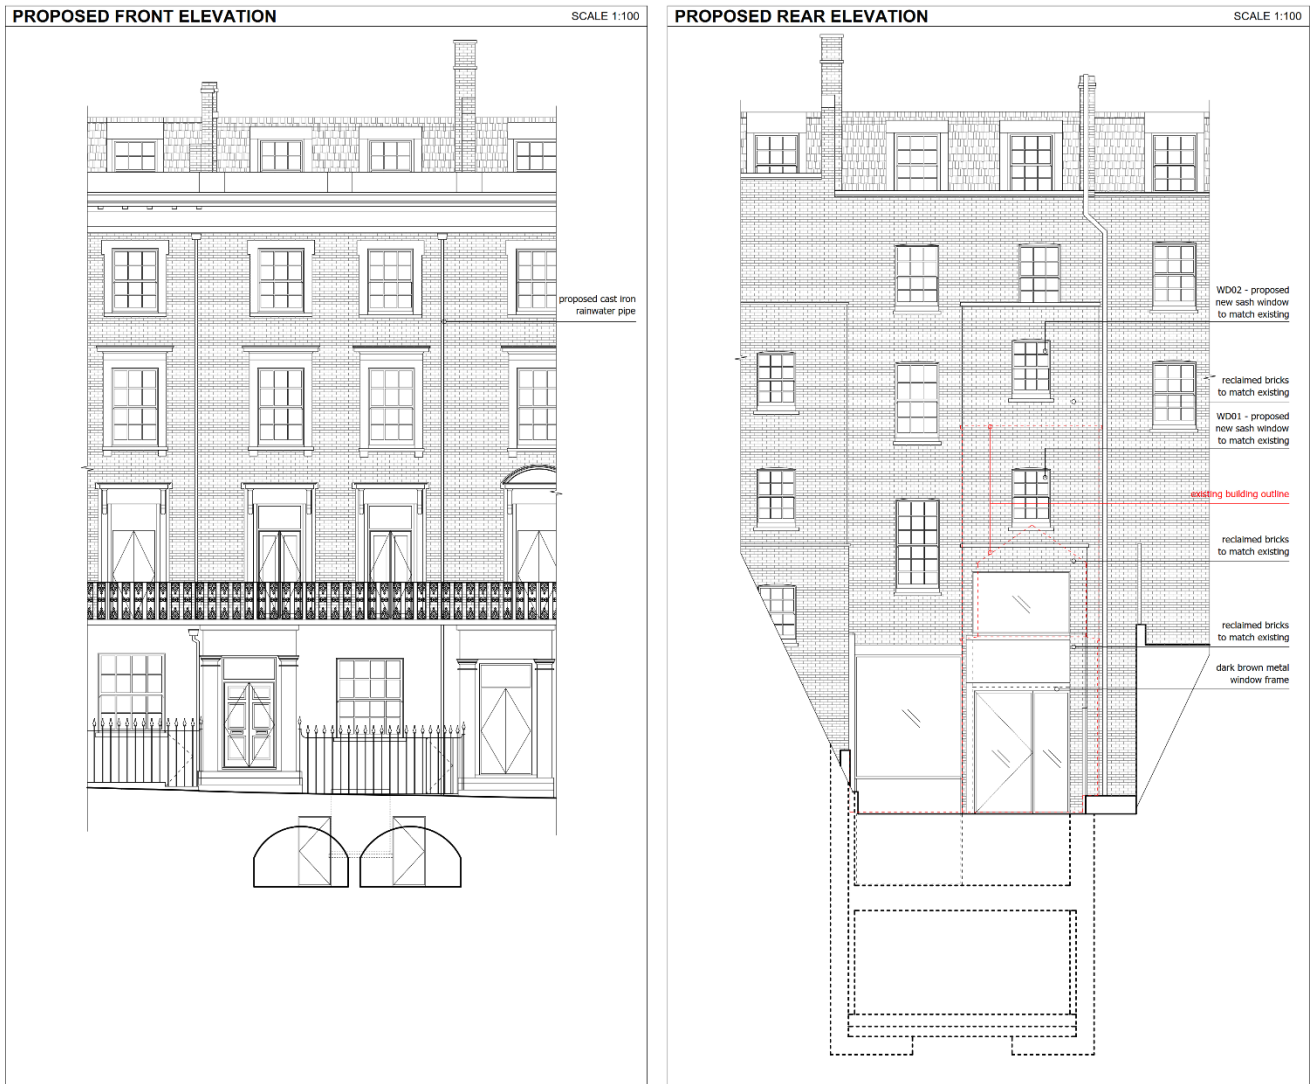 PROPOSED FRONT ELEVATION
SCALE 1:100
proposed cast iron
rainwater pipe
PROPOSED REAR ELEVATION
SCALE 1:100
WD02 - proposed
new sash window
to match existing
reclaimed bricks
to match existing
WD01 - proposed
new sash window
to match existing
existing building outline
reclaimed bricks
to match existing
reclaimed bricks
to match existing
dark brown metal
window frame